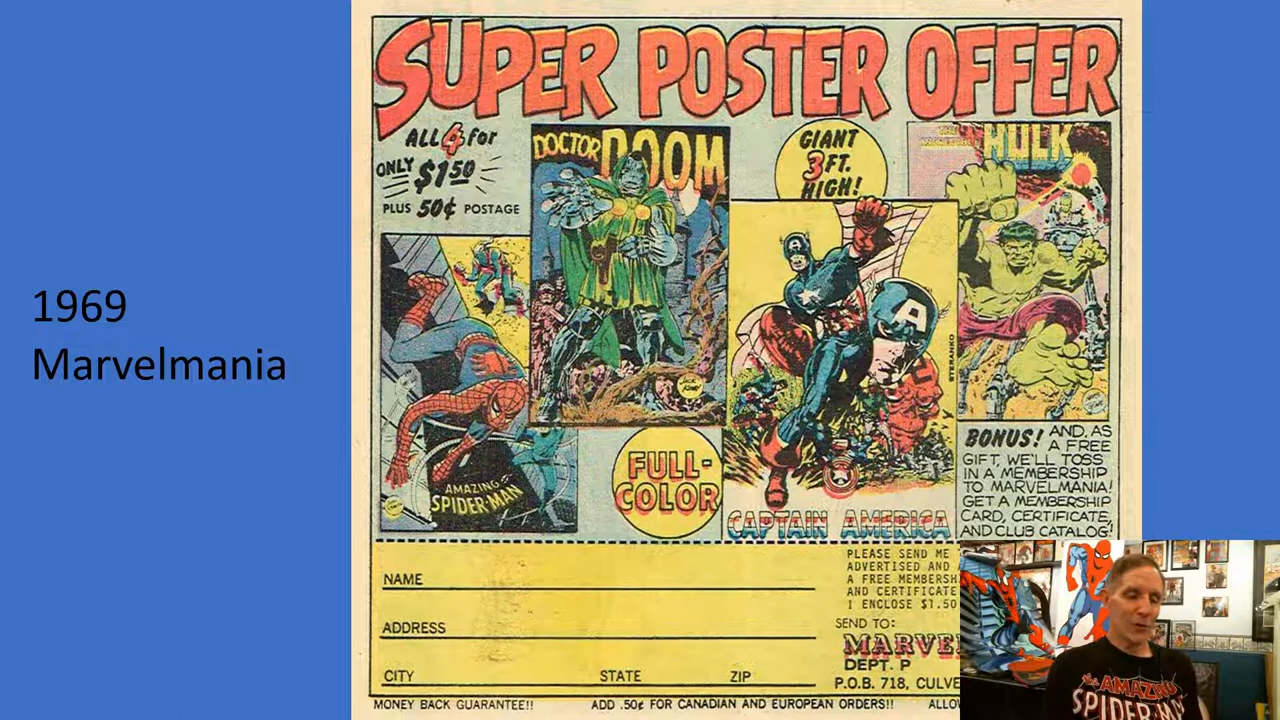 1969
Marvelmania
SUPER POSTER OFFER
ALL 4 for
ONLY $1.50
PLUS 50¢ POSTAGE
DOCTOR DOOM
GIANT
3 FT.
HIGH!
THE
INCREDIBLE
HULK
AMAZING
SPIDER-MAN
FULL-
COLOR
STERANKO
CAPTAIN AMERICA
BONUS! AND, AS
A FREE
GIFT, WE'LL TOSS
IN A MEMBERSHIP
TO MARVELMANIA!
GET A MEMBERSHIP
CARD, CERTIFICATE,
AND CLUB CATALOG!
NAME
ADDRESS
CITY STATE ZIP
PLEASE SEND ME
ADVERTISED AND
A FREE MEMBERSH
AND CERTIFICATE
I ENCLOSE $1.50
SEND TO:
MARVE
DEPT. P
P.O.B. 718, CULVE
MONEY BACK GUARANTEE!! ADD .50¢ FOR CANADIAN AND EUROPEAN ORDERS!! ALLO
the AMAZING
SPIDER-MAN